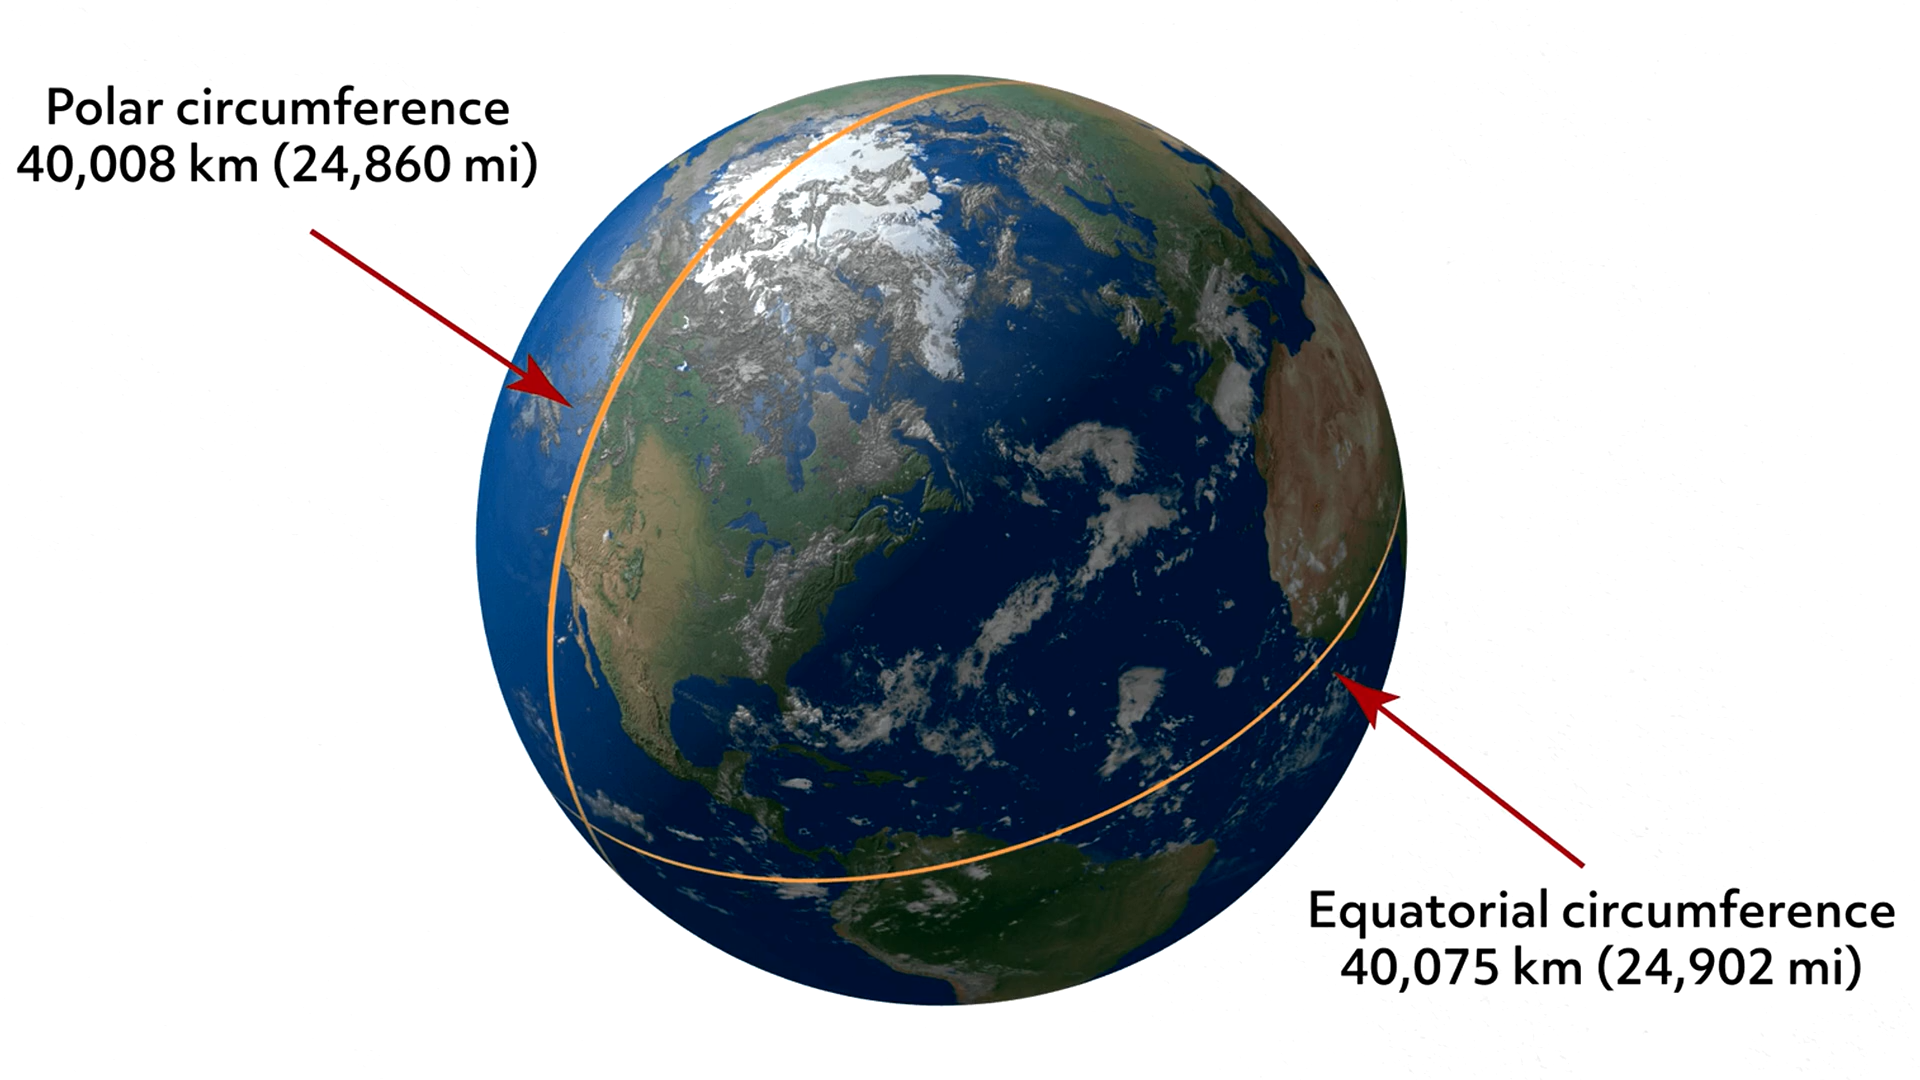 Polar circumference
40,008 km (24,860 mi)
Equatorial circumference
40,075 km (24,902 mi)